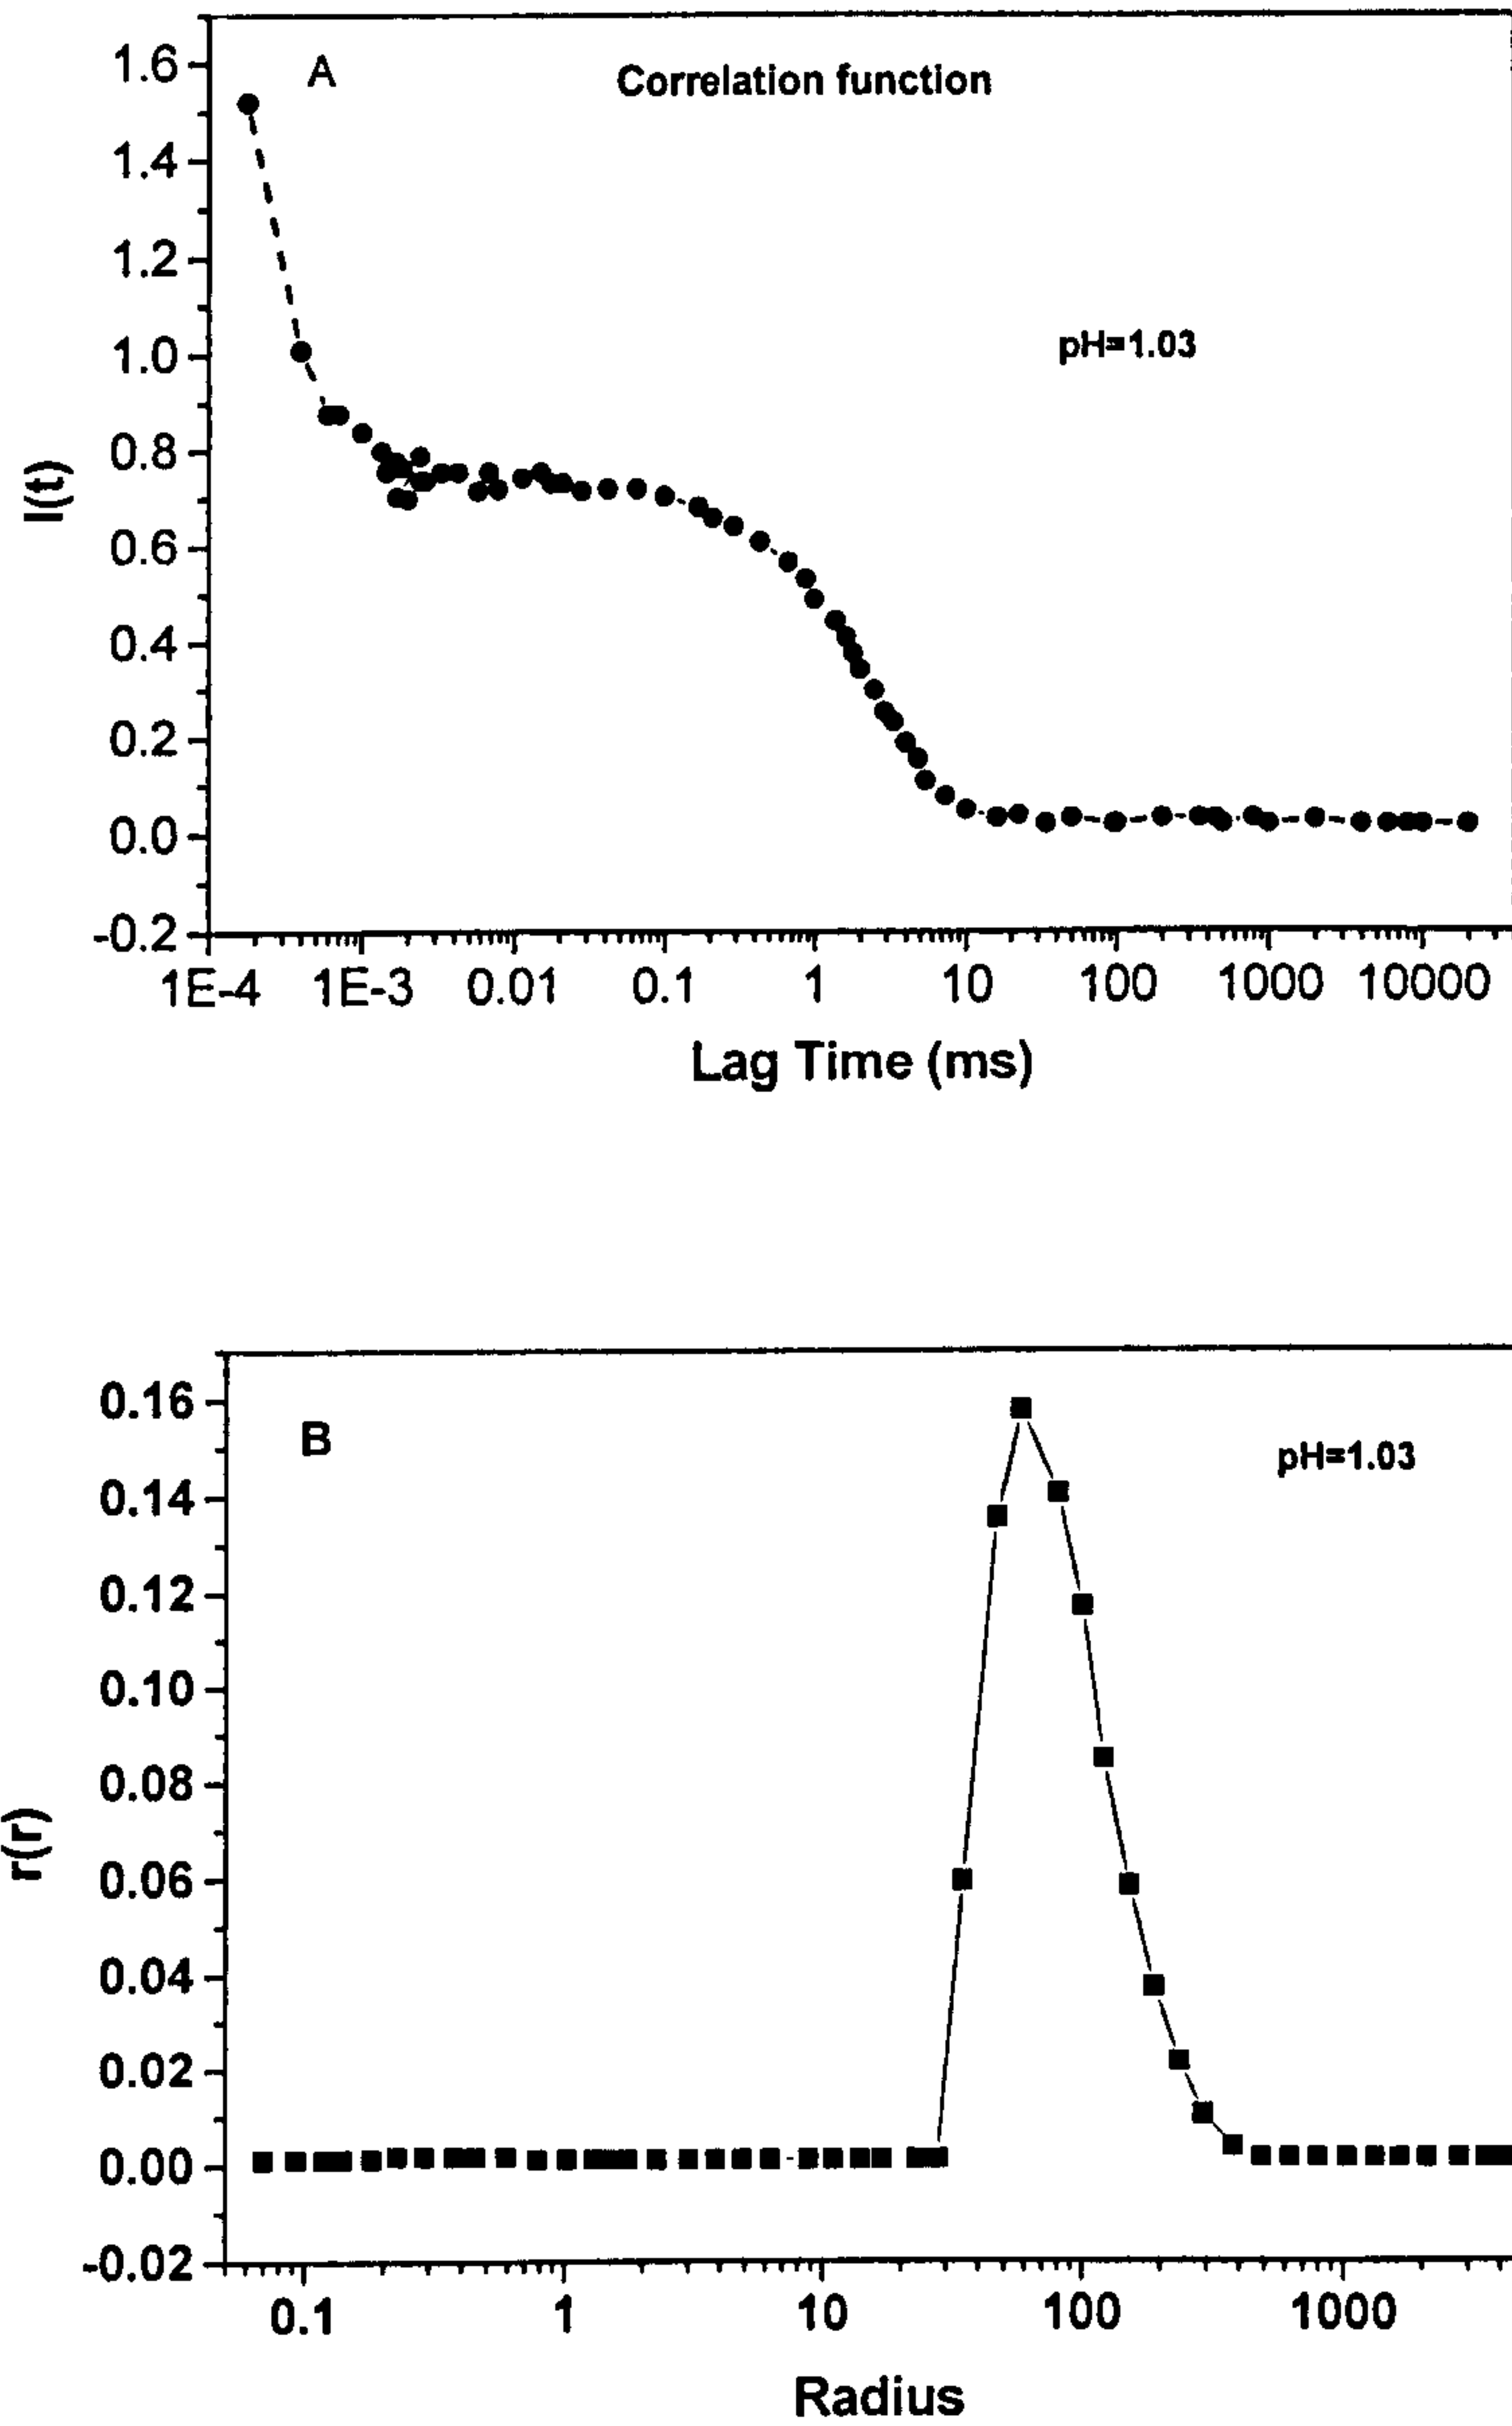 A
Correlation function
pH=1.03
1.6
1.4
1.2
1.0
0.8
0.6
0.4
0.2
0.0
-0.2
I(t)
1E-4 1E-3 0.01 0.1 1 10 100 1000 10000
Lag Time (ms)
B
pH=1.03
0.16
0.14
0.12
0.10
0.08
0.06
0.04
0.02
0.00
-0.02
r(r)
0.1 1 10 100 1000
Radius